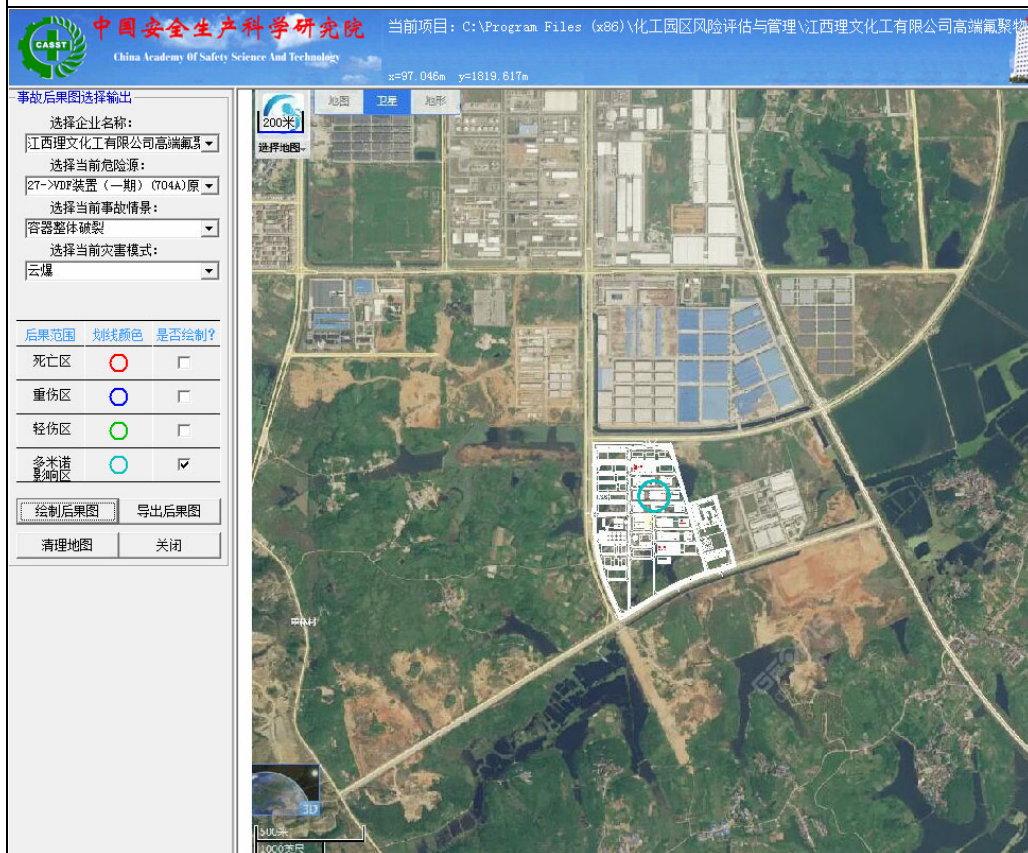 中国安全生产科学研究院
China Academy Of Safety Science And Technology
CASST
当前项目: C:\Program Files (x86)\化工园区风险评估与管理\江西理文化工有限公司高端氟聚物
x=97.046m y=1819.617m
事故后果图选择输出
选择企业名称:
江西理文化工有限公司高端氟聚
选择当前危险源:
27->VDF装置（一期）(704A)原
选择当前事故情景:
容器整体破裂
选择当前灾害模式:
云爆
后果范围 划线颜色 是否绘制?
死亡区
重伤区
轻伤区
多米诺
影响区
绘制后果图 导出后果图
清理地图 关闭
200米
选择地图
地图 卫星 地形
3D
500米
1000英尺